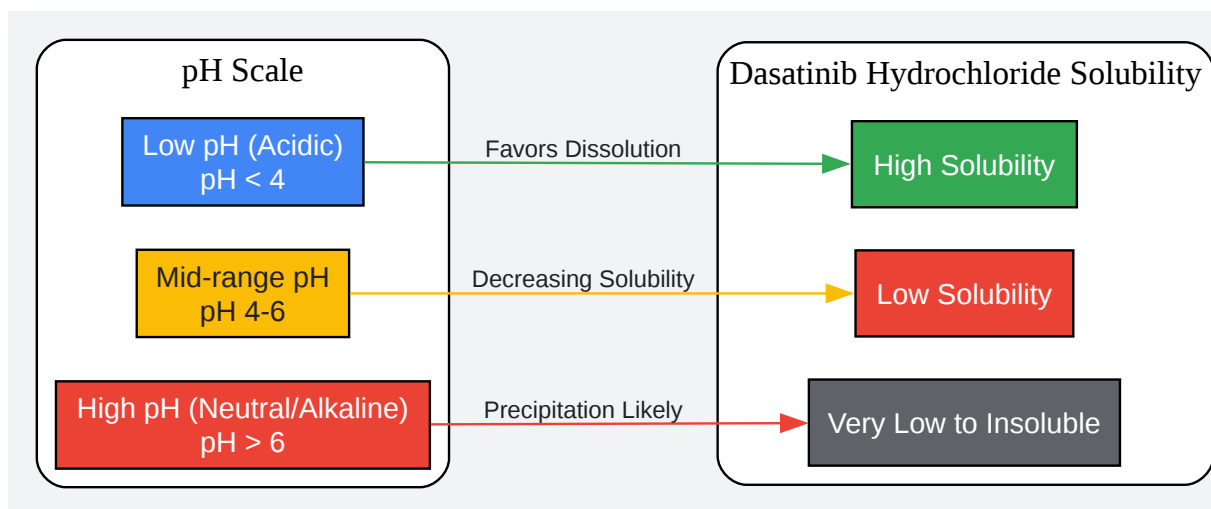 pH Scale
Dasatinib Hydrochloride Solubility
Low pH (Acidic)
pH < 4
Favors Dissolution
High Solubility
Mid-range pH
pH 4-6
Decreasing Solubility
Low Solubility
High pH (Neutral/Alkaline)
pH > 6
Precipitation Likely
Very Low to Insoluble